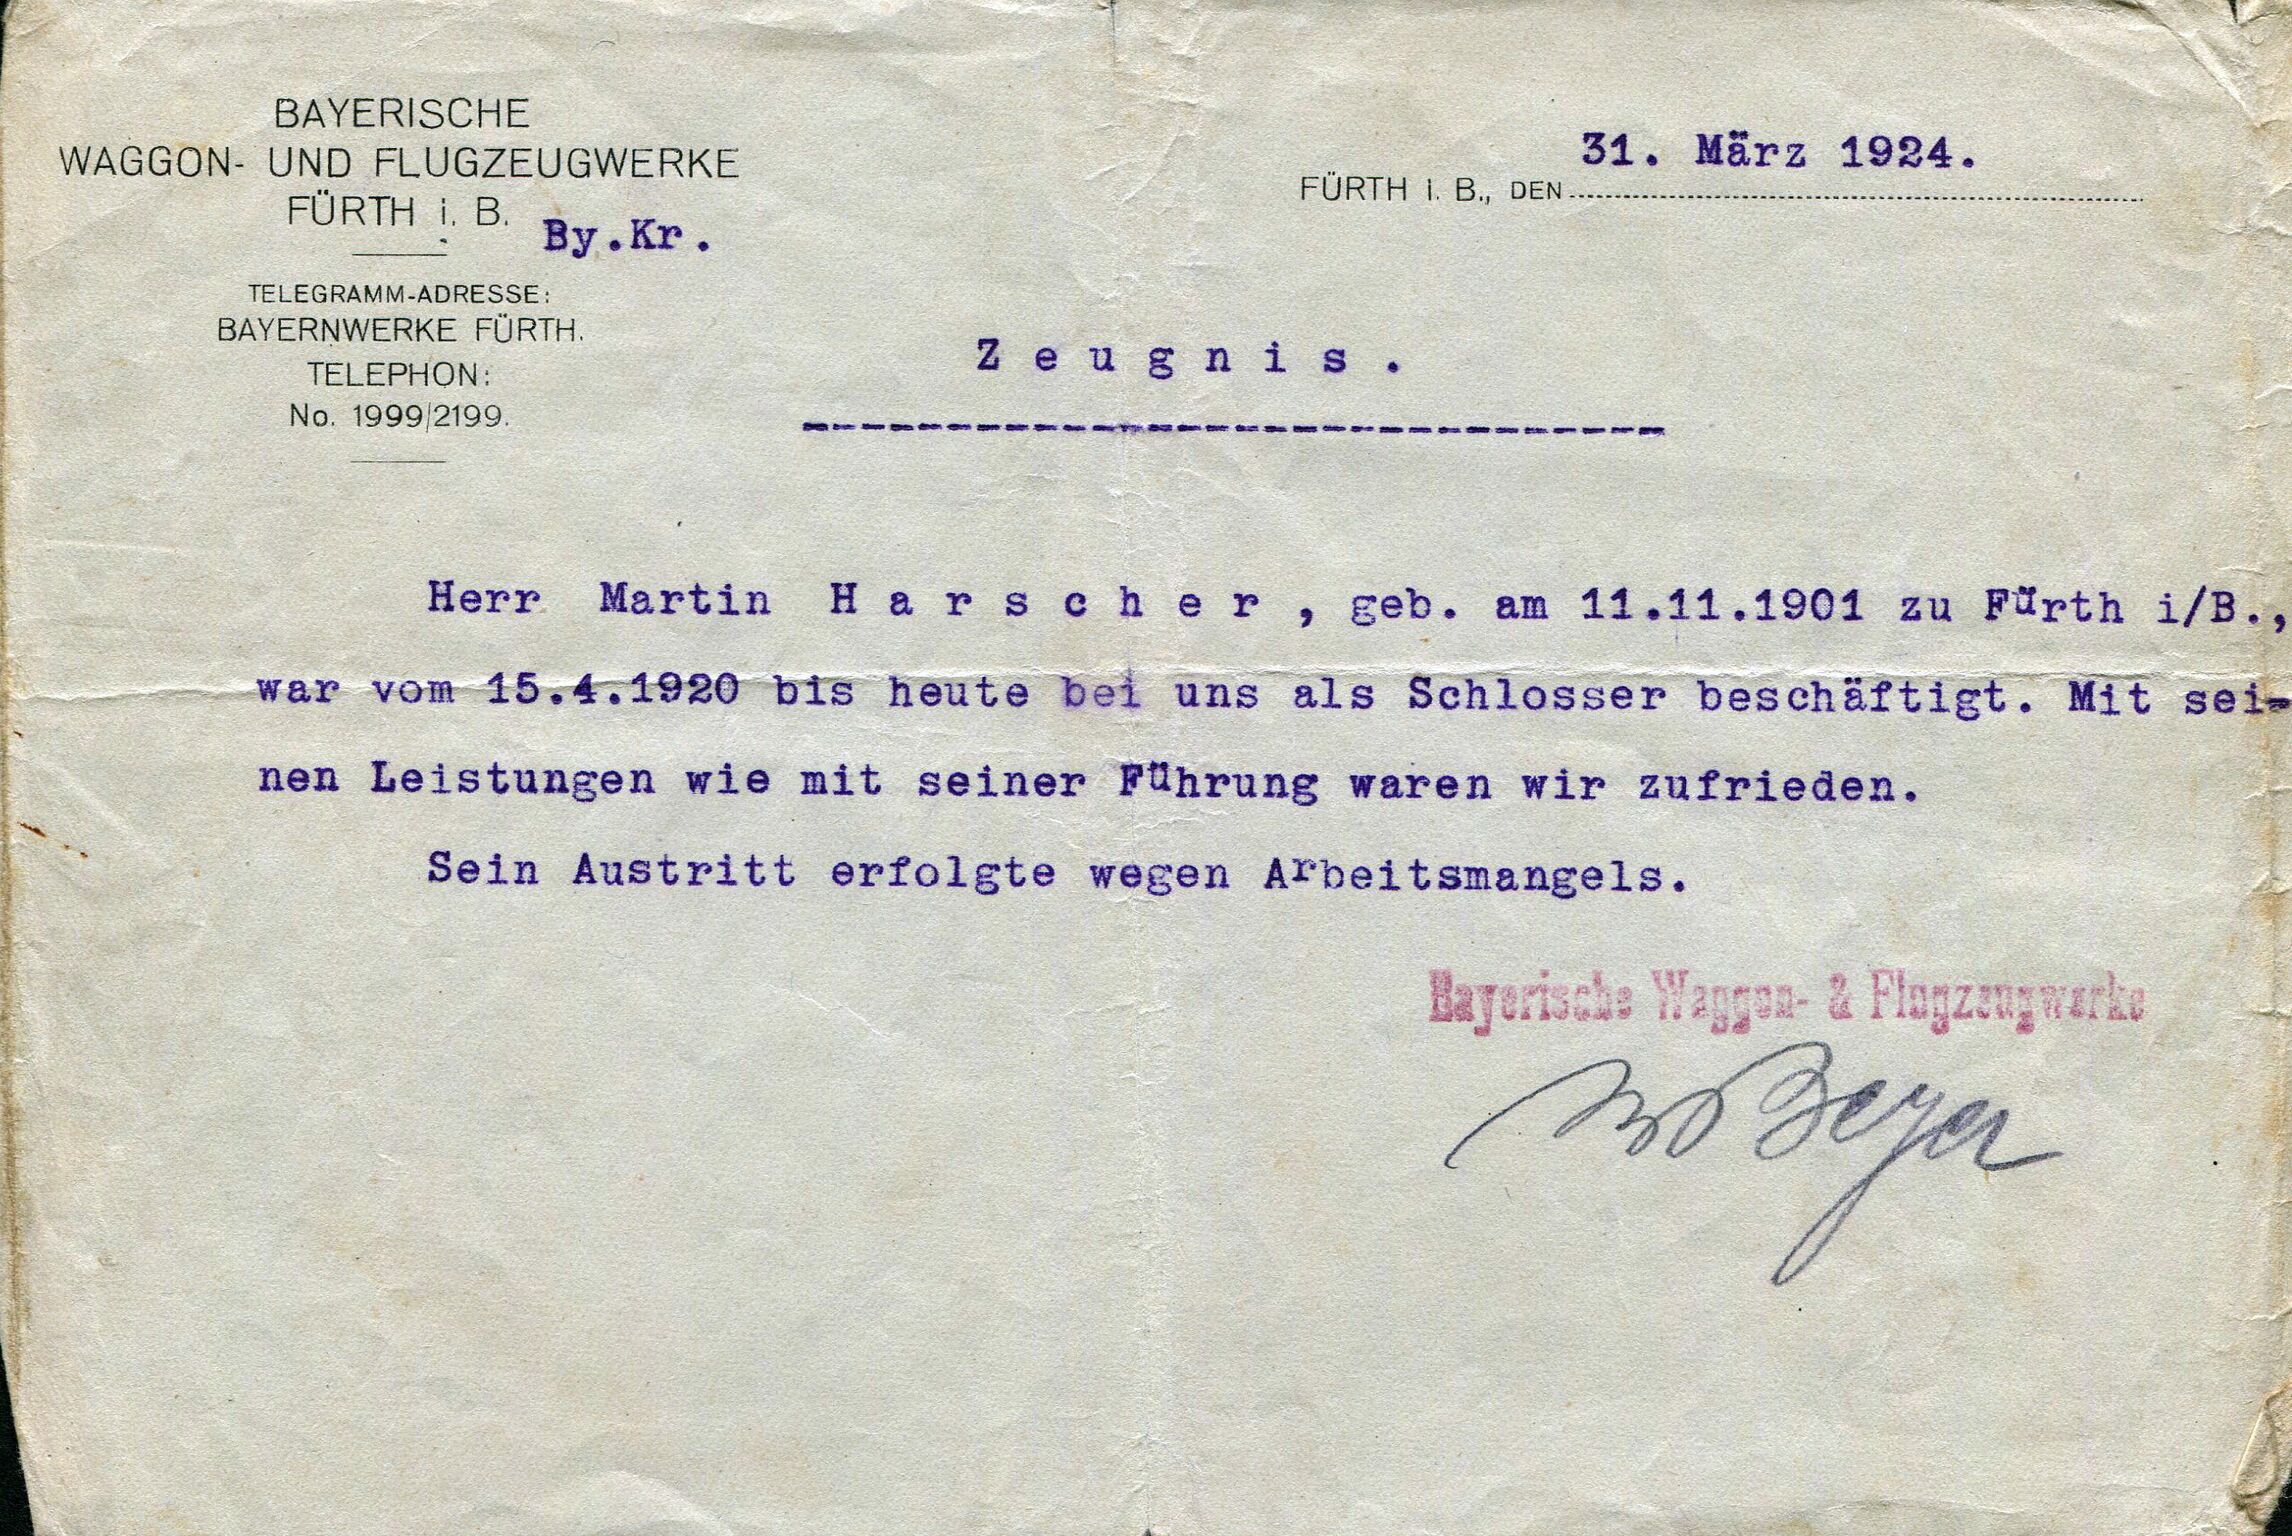 BAYERISCHE
WAGGON- UND FLUGZEUGWERKE
FÜRTH i. B.
By.Kr.
TELEGRAMM-ADRESSE:
BAYERNWERKE FÜRTH.
TELEPHON:
No. 1999/2199.
31. März 1924.
FÜRTH i. B., DEN
Zeugnis.
Herr Martin Harscher, geb. am 11.11.1901 zu Fürth i/B.,
war vom 15.4.1920 bis heute bei uns als Schlosser beschäftigt. Mit sei-
nen Leistungen wie mit seiner Führung waren wir zufrieden.
Sein Austritt erfolgte wegen Arbeitsmangels.
Bayerische Waggon- & Flugzeugwerke
Beyer